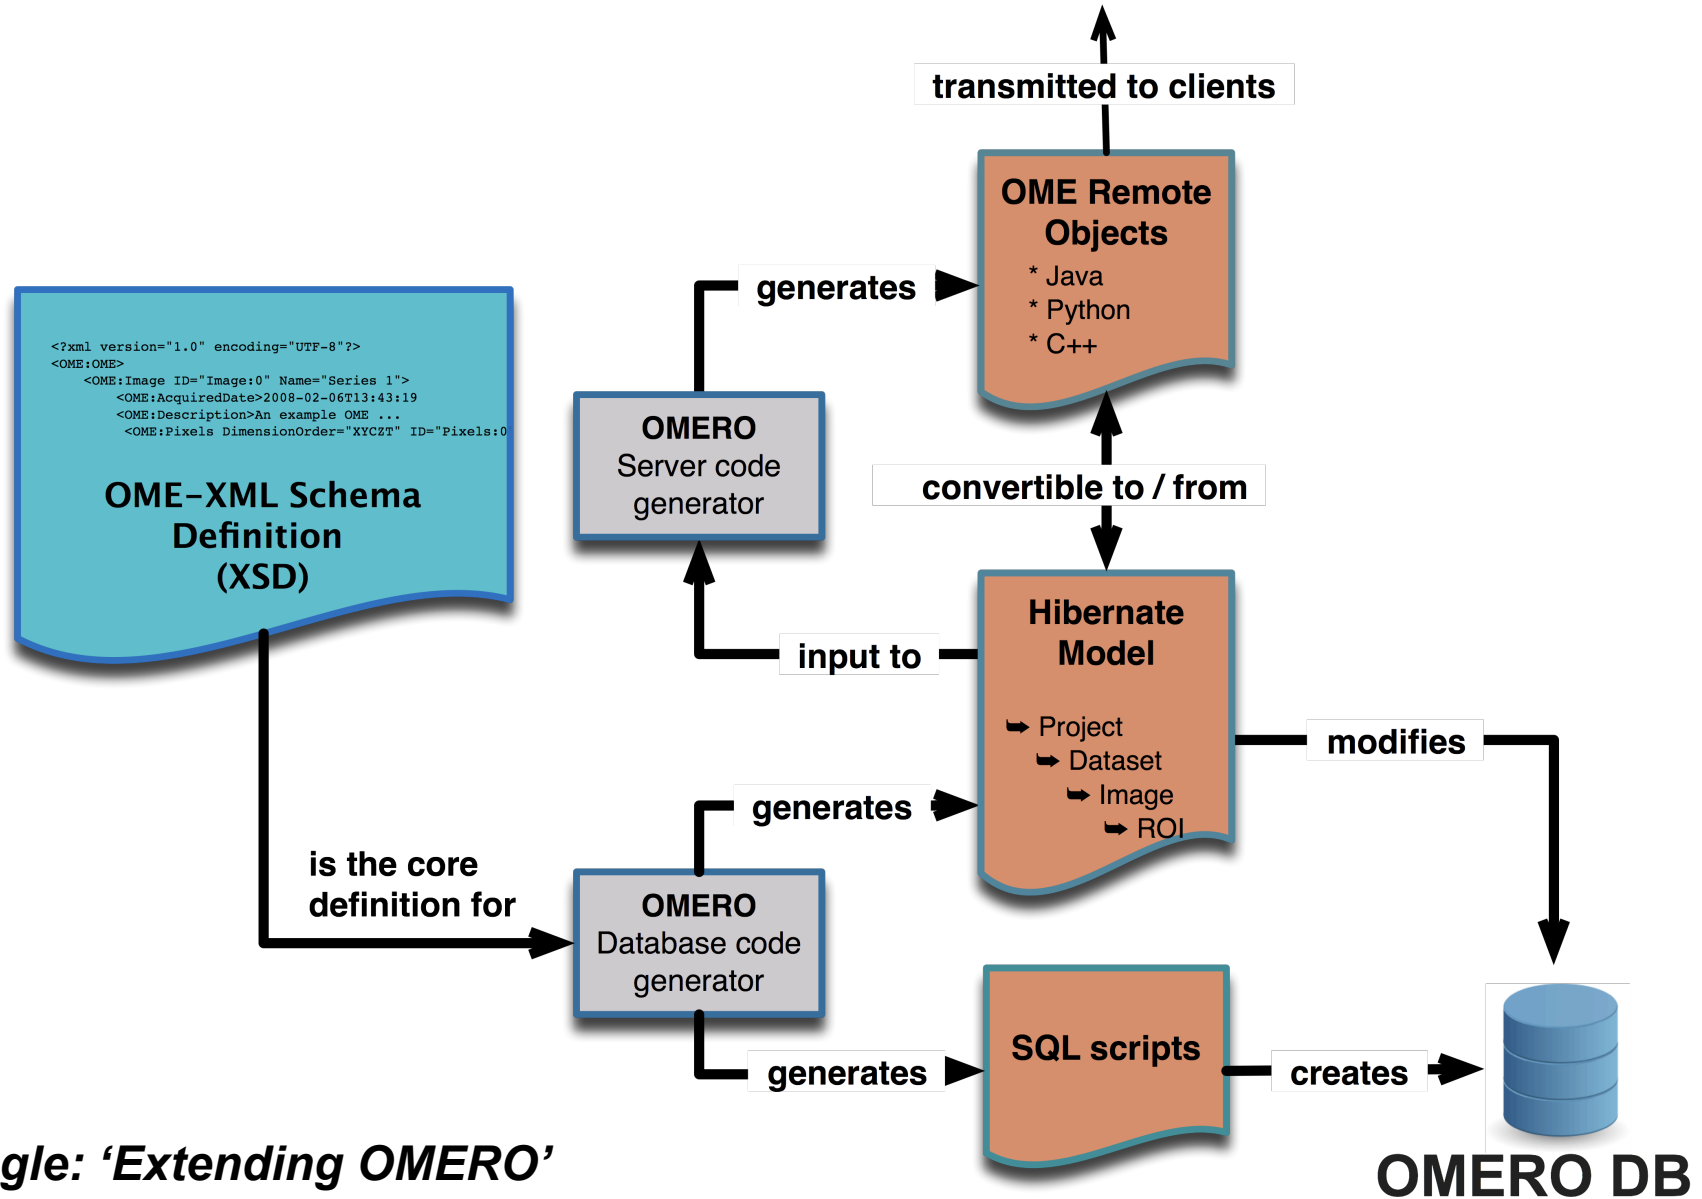 transmitted to clients
OME Remote
Objects
* Java
* Python
* C++
generates
<?xml version="1.0" encoding="UTF-8"?>
<OME:OME>
<OME:Image ID="Image:0" Name="Series 1">
<OME:AcquiredDate>2008-02-06T13:43:19
<OME:Description>An example OME ...
<OME:Pixels DimensionOrder="XYCZT" ID="Pixels:0
OME-XML Schema
Definition
(XSD)
OMERO
Server code
generator
convertible to / from
input to
Hibernate
Model
Project
Dataset
Image
ROI
modifies
generates
is the core
definition for
OMERO
Database code
generator
generates
SQL scripts
creates
gle: ‘Extending OMERO’
OMERO DB